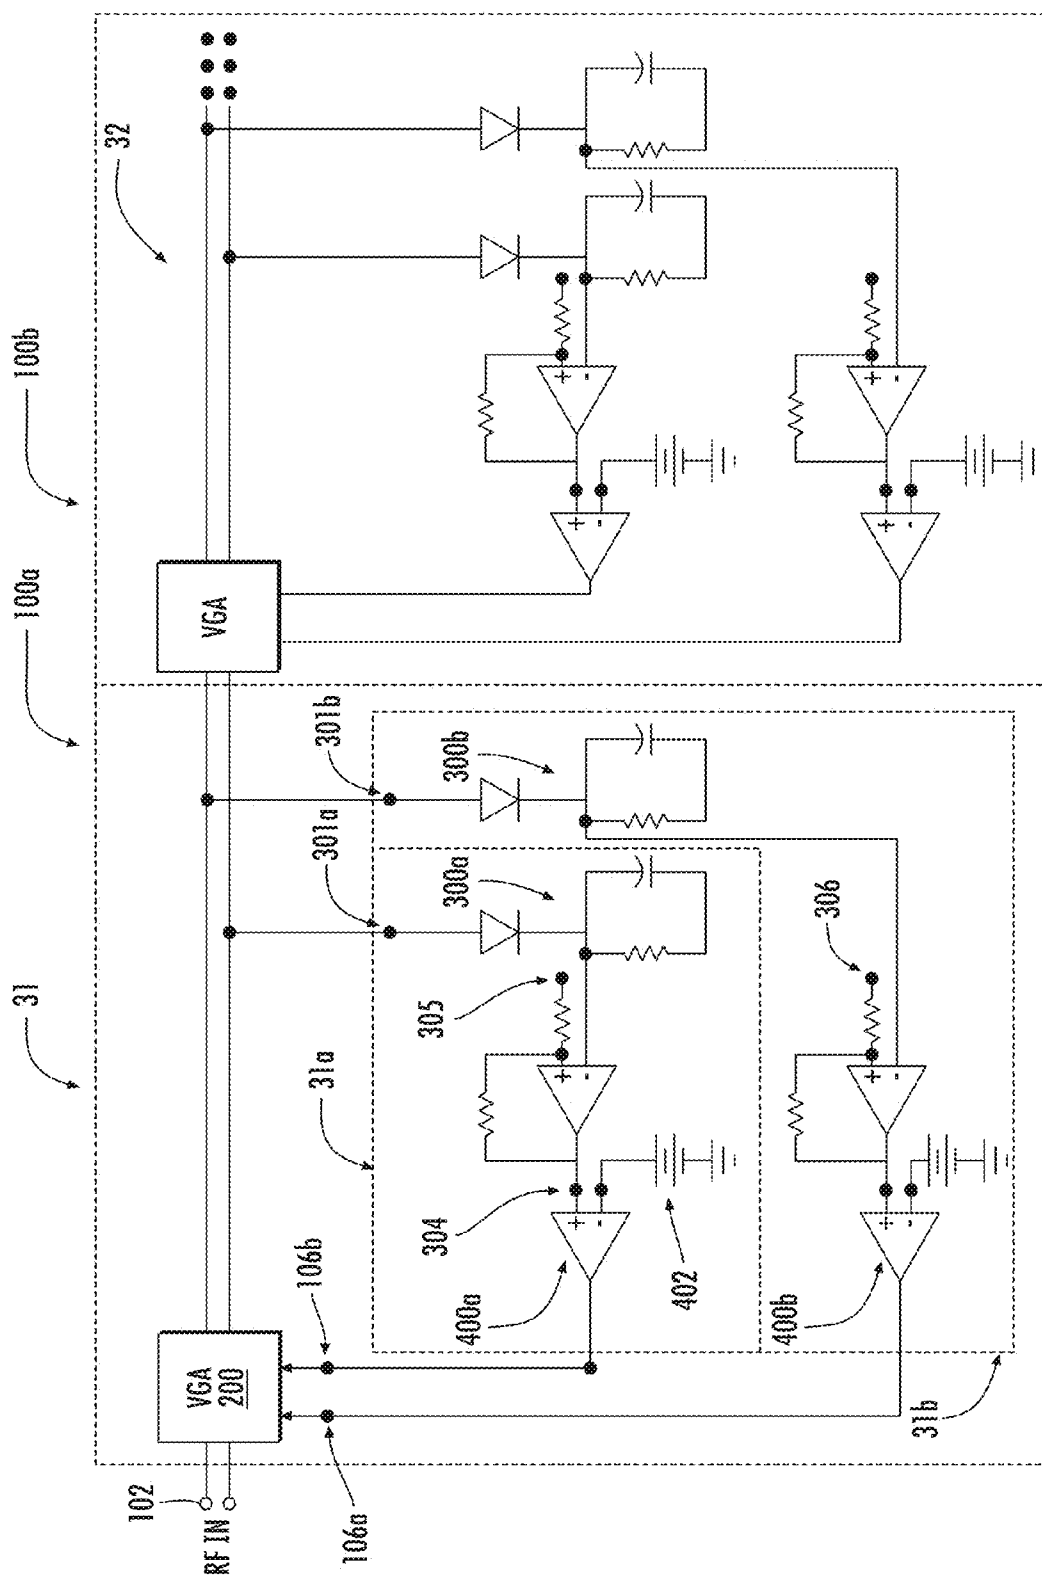 31
100a
100b
32
102
RF IN
VGA
200
VGA
106a
106b
301a
301b
31a
300a
300b
305
306
304
+
-
+
-
400a
402
+
-
+
-
400b
31b
+
-
+
-
+
-
+
-